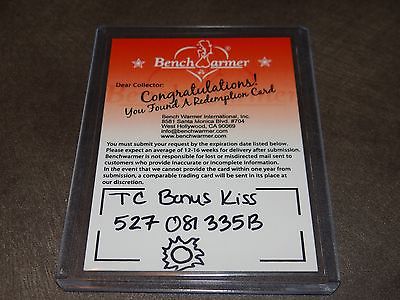 Bench Warmer
Dear Collector:
Congratulations!
You Found A Redemption Card
Bench Warmer International, Inc.
8581 Santa Monica Blvd. #704
West Hollywood, CA 90069
info@benchwarmer.com
www.benchwarmer.com
You must submit your request by the expiration date listed below.
Please expect an average of 12-16 weeks for delivery after submission.
Benchwarmer is not responsible for lost or misdirected mail sent to
customers who provide Inaccurate or Incomplete Information.
In the event that we cannot provide the card within one year from
submission, a comparable trading card will be sent in its place at
our discretion.
TC Bonus Kiss
527 081 335B